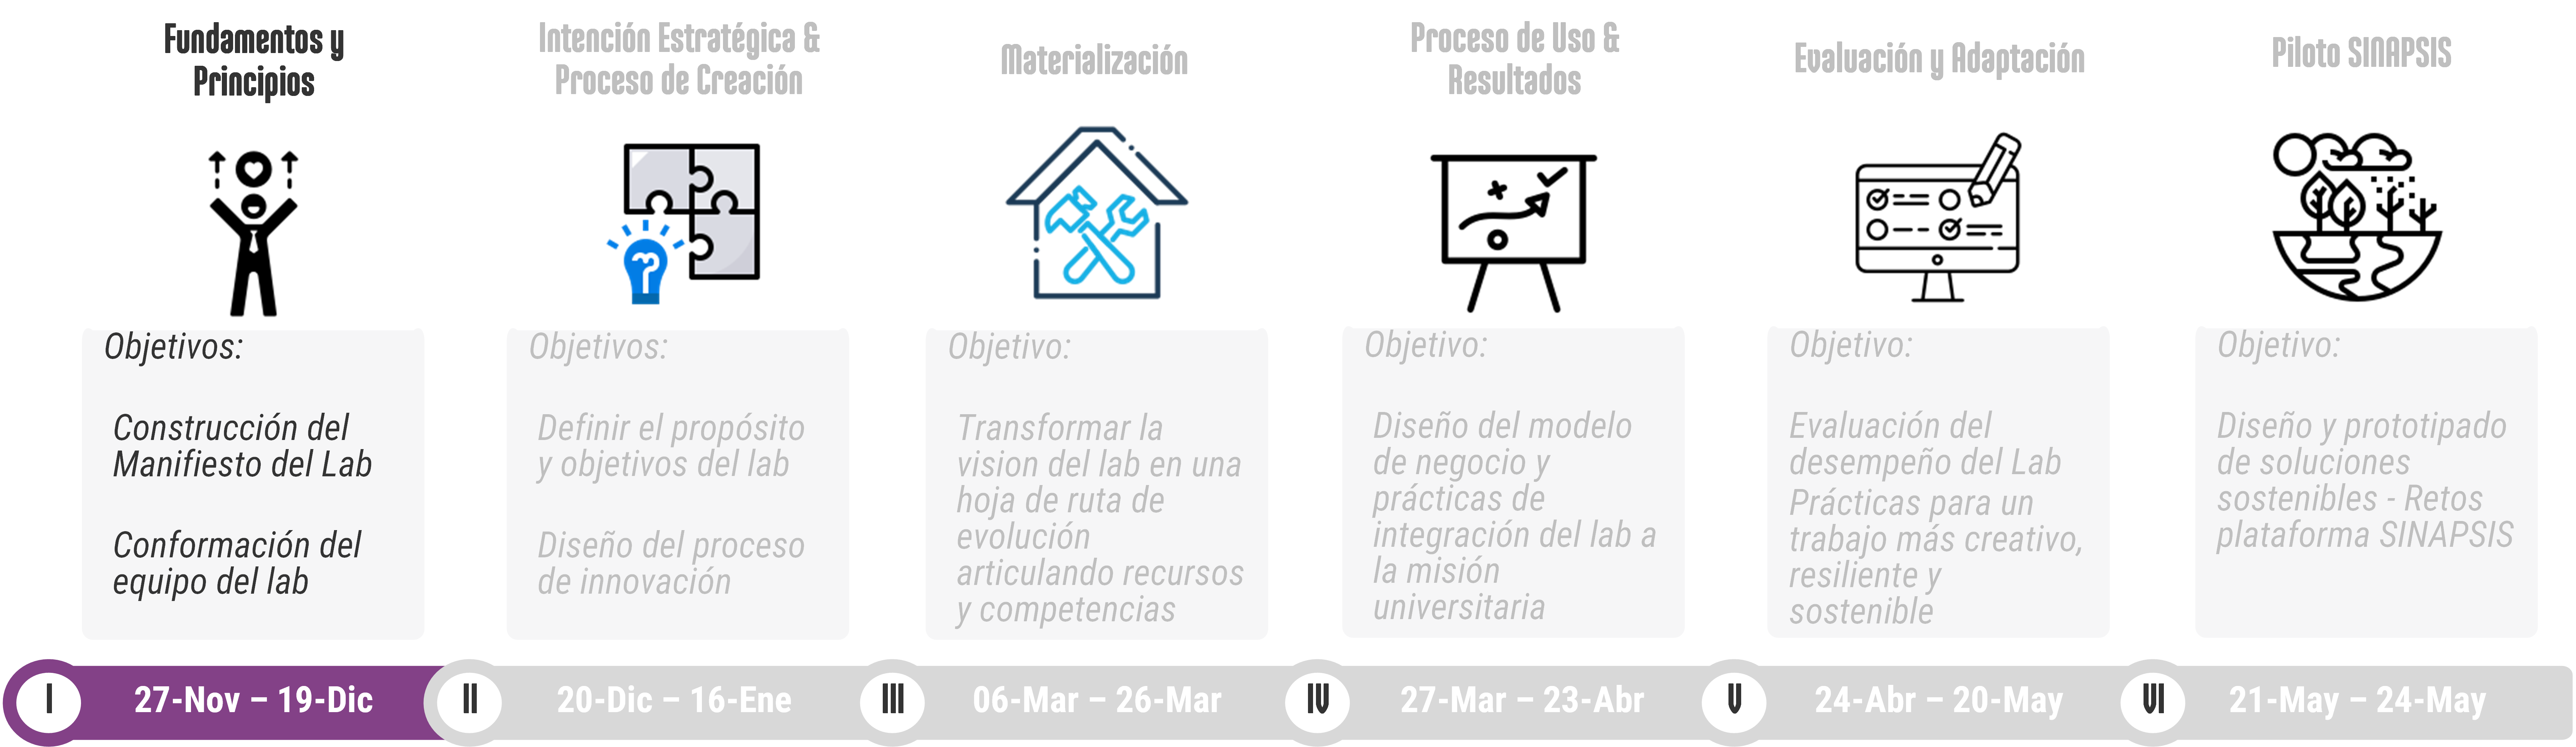 Fundamentos y
Principios
Objetivos:
Construcción del
Manifiesto del Lab
Conformación del
equipo del lab
I
27-Nov – 19-Dic
Intención Estratégica &
Proceso de Creación
Objetivos:
Definir el propósito
y objetivos del lab
Diseño del proceso
de innovación
II
20-Dic – 16-Ene
Materialización
Objetivo:
Transformar la
vision del lab en una
hoja de ruta de
evolución
articulando recursos
y competencias
III
06-Mar – 26-Mar
Proceso de Uso &
Resultados
Objetivo:
Diseño del modelo
de negocio y
prácticas de
integración del lab a
la misión
universitaria
IV
27-Mar – 23-Abr
Evaluación y Adaptación
Objetivo:
Evaluación del
desempeño del Lab
Prácticas para un
trabajo más creativo,
resiliente y
sostenible
V
24-Abr – 20-May
Piloto SINAPSIS
Objetivo:
Diseño y prototipado
de soluciones
sostenibles - Retos
plataforma SINAPSIS
VI
21-May – 24-May